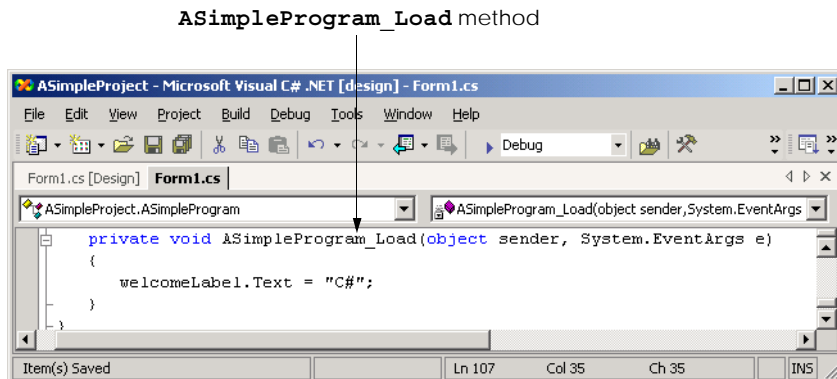 ASimpleProgram_Load method
ASimpleProject - Microsoft Visual C# .NET [design] - Form1.cs
File Edit View Project Build Debug Tools Window Help
Debug
Form1.cs [Design] Form1.cs
ASimpleProject.ASimpleProgram ASimpleProgram_Load(object sender,System.EventArgs
private void ASimpleProgram_Load(object sender, System.EventArgs e)
{
welcomeLabel.Text = "C#";
}
}
Item(s) Saved Ln 107 Col 35 Ch 35 INS